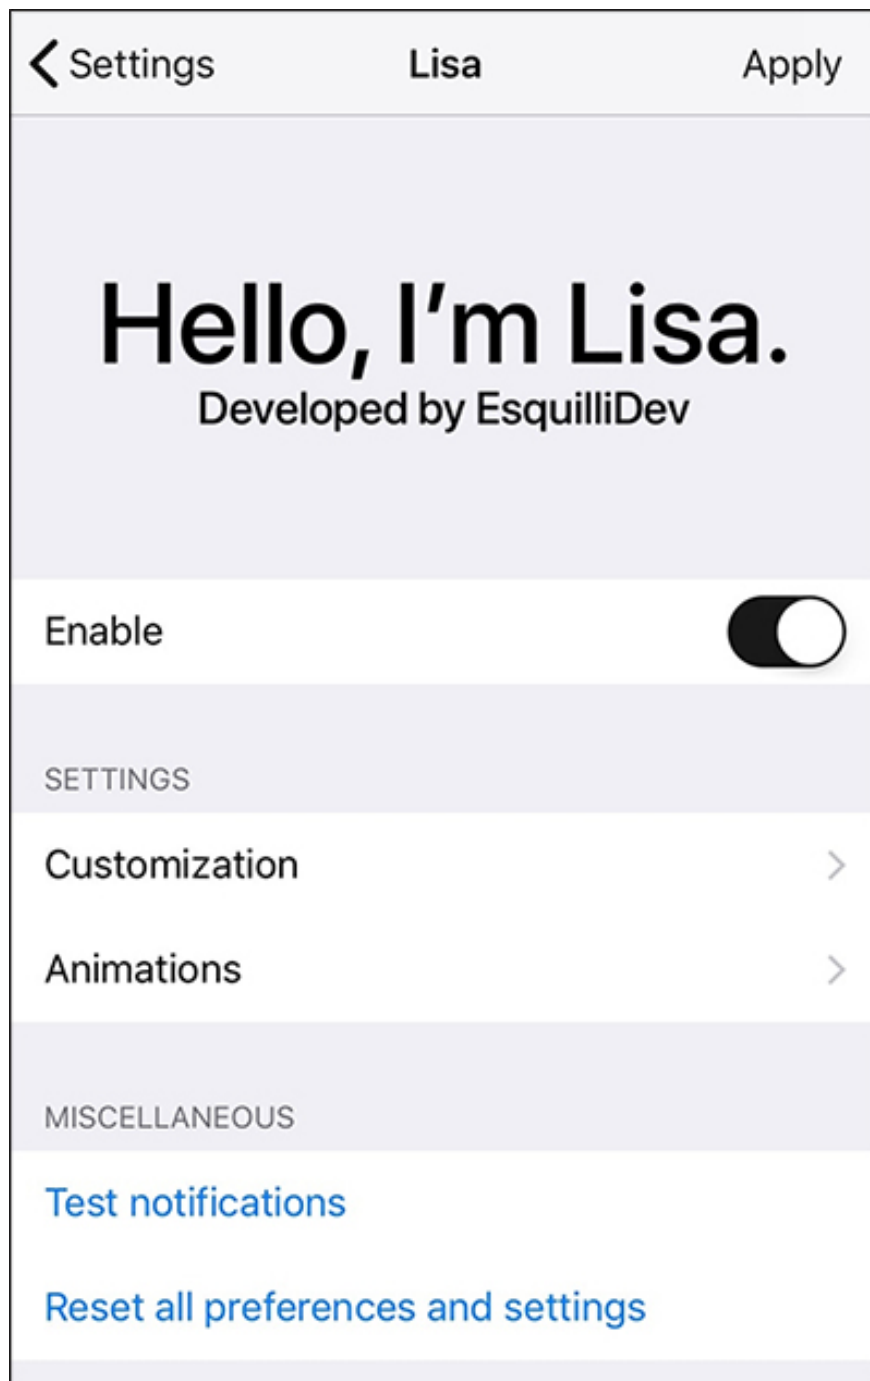 Settings Lisa Apply
Hello, I’m Lisa.
Developed by EsquilliDev
Enable
SETTINGS
Customization
Animations
MISCELLANEOUS
Test notifications
Reset all preferences and settings